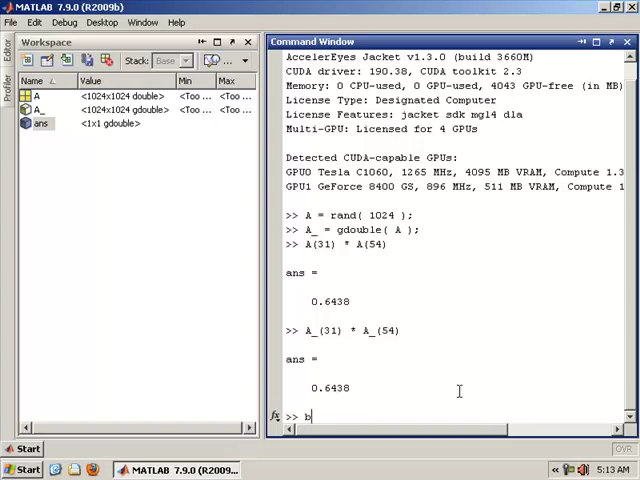 MATLAB 7.9.0 (R2009b)
File Edit Debug Desktop Window Help
Editor
Profiler
Workspace
Stack: Base
Name Value Min Max
A <1024x1024 double> <Too ... <Too ...
A_ <1024x1024 gdouble> <Too ... <Too ...
ans <1x1 gdouble>
Command Window
AccelerEyes Jacket v1.3.0 (build 3660M)
CUDA driver: 190.38, CUDA toolkit 2.3
Memory: 0 CPU-used, 0 GPU-used, 4043 GPU-free (in MB)
License Type: Designated Computer
License Features: jacket sdk mgl4 dla
Multi-GPU: Licensed for 4 GPUs
Detected CUDA-capable GPUs:
GPU0 Tesla C1060, 1265 MHz, 4095 MB VRAM, Compute 1.3
GPU1 GeForce 8400 GS, 896 MHz, 511 MB VRAM, Compute 1
>> A = rand( 1024 );
>> A_ = gdouble( A );
>> A(31) * A(54)
ans =
0.6438
>> A_(31) * A_(54)
ans =
0.6438
fx >> b
Start OVR
Start MATLAB 7.9.0 (R2009... « 5:13 AM